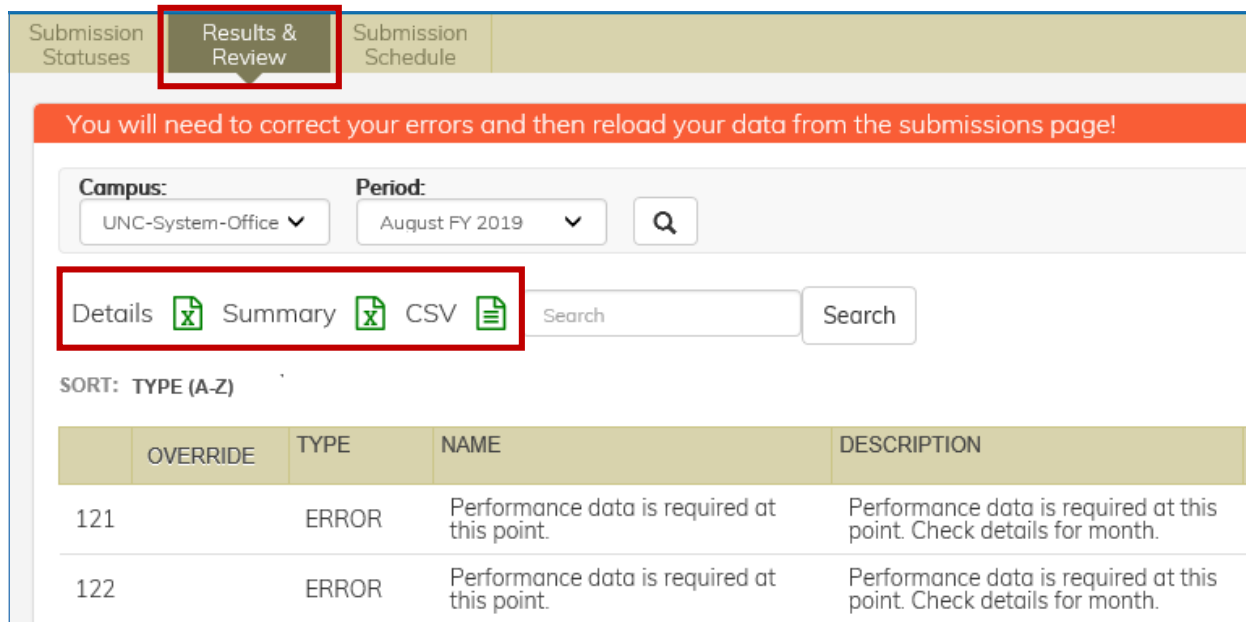 Submission Statuses
Results & Review
Submission Schedule
You will need to correct your errors and then reload your data from the submissions page!
Campus:
Period:
UNC-System-Office
August FY 2019
Details
Summary
CSV
Search
Search
SORT: TYPE (A-Z)
OVERRIDE
TYPE
NAME
DESCRIPTION
121
ERROR
Performance data is required at
this point.
Performance data is required at this
point. Check details for month.
122
ERROR
Performance data is required at
this point.
Performance data is required at this
point. Check details for month.